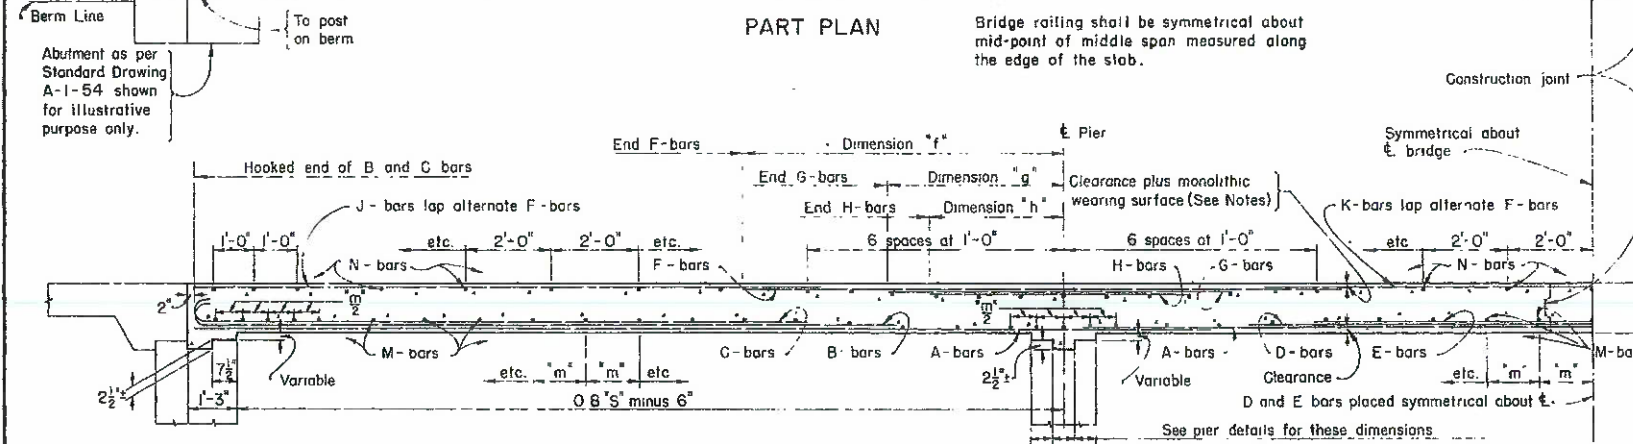 Berm Line
To post
on berm
PART PLAN
Bridge railing shall be symmetrical about
mid-point of middle span measured along
the edge of the slab.
Abutment as per
Standard Drawing
A-1-54 shown
for illustrative
purpose only.
Construction joint
℄ Pier
Symmetrical about
℄ bridge
End F-bars
Dimension "f"
Hooked end of B and C bars
End G-bars
Dimension "g"
Clearance plus monolithic
wearing surface (See Notes)
J-bars lap alternate F-bars
End H-bars
Dimension "h"
K-bars lap alternate F-bars
1'-0" 1'-0" etc. 2'-0" 2'-0" etc. 6 spaces at 1'-0" 6 spaces at 1'-0" etc 2'-0" 2'-0"
N-bars F-bars H-bars G-bars N-bars
2" "m"/2 "m"/2
M-bars C-bars B-bars A-bars A-bars D-bars E-bars M-ba
7½" Variable etc. "m" "m" etc 2½"± Variable Clearance etc. "m" "m"
2½"±
1'-3" 0.8 "S" minus 6"
D and E bars placed symmetrical about ℄
See pier details for these dimensions